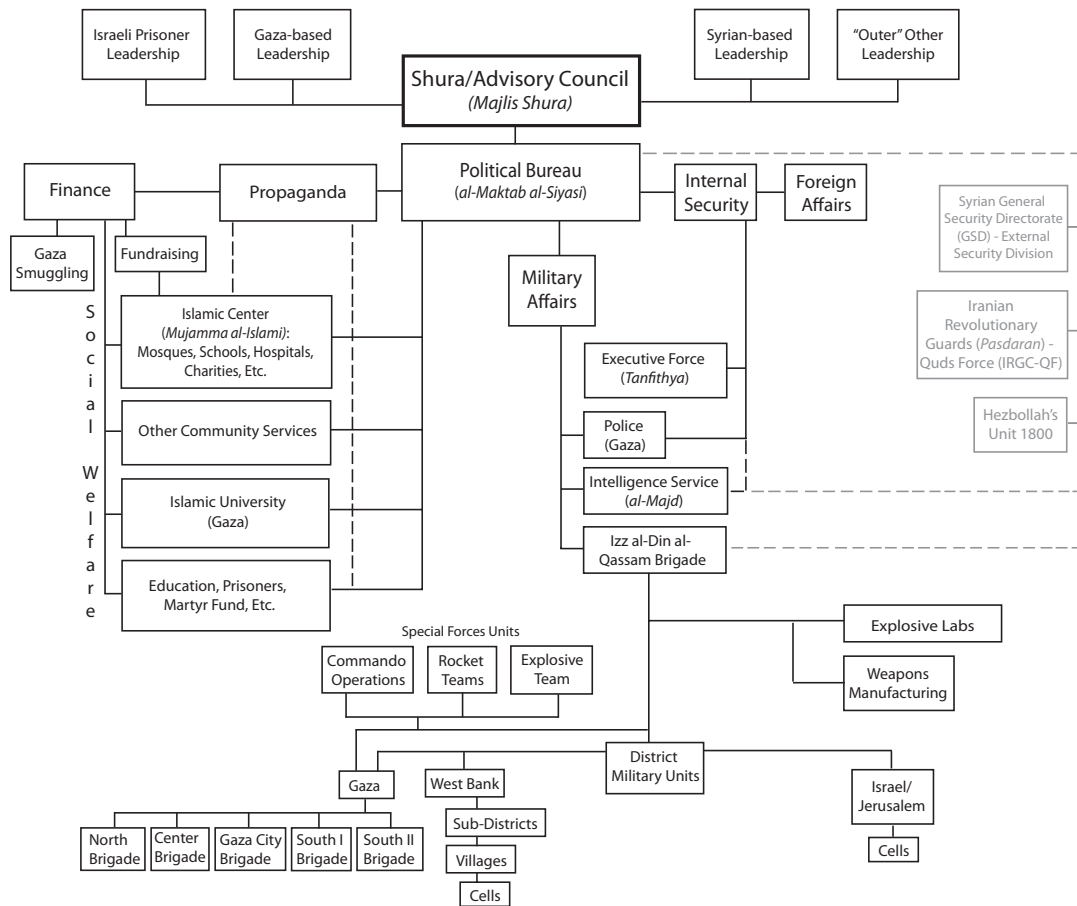 Israeli Prisoner
Leadership
Gaza-based
Leadership
Syrian-based
Leadership
“Outer” Other
Leadership
Shura/Advisory Council
(Majlis Shura)
Finance
Propaganda
Political Bureau
(al-Maktab al-Siyasi)
Internal
Security
Foreign
Affairs
Syrian General
Security Directorate
(GSD) - External
Security Division
Gaza
Smuggling
Fundraising
Military
Affairs
Social Welfare
Islamic Center
(Mujamma al-Islami):
Mosques, Schools, Hospitals,
Charities, Etc.
Iranian
Revolutionary
Guards (Pasdaran) -
Quds Force (IRGC-QF)
Executive Force
(Tanfithya)
Other Community Services
Police
(Gaza)
Hezbollah’s
Unit 1800
Islamic University
(Gaza)
Intelligence Service
(al-Majd)
Izz al-Din al-
Qassam Brigade
Education, Prisoners,
Martyr Fund, Etc.
Special Forces Units
Commando
Operations
Rocket
Teams
Explosive
Team
Explosive Labs
Weapons
Manufacturing
Gaza
West Bank
District
Military Units
Israel/
Jerusalem
North
Brigade
Center
Brigade
Gaza City
Brigade
South I
Brigade
South II
Brigade
Sub-Districts
Villages
Cells
Cells